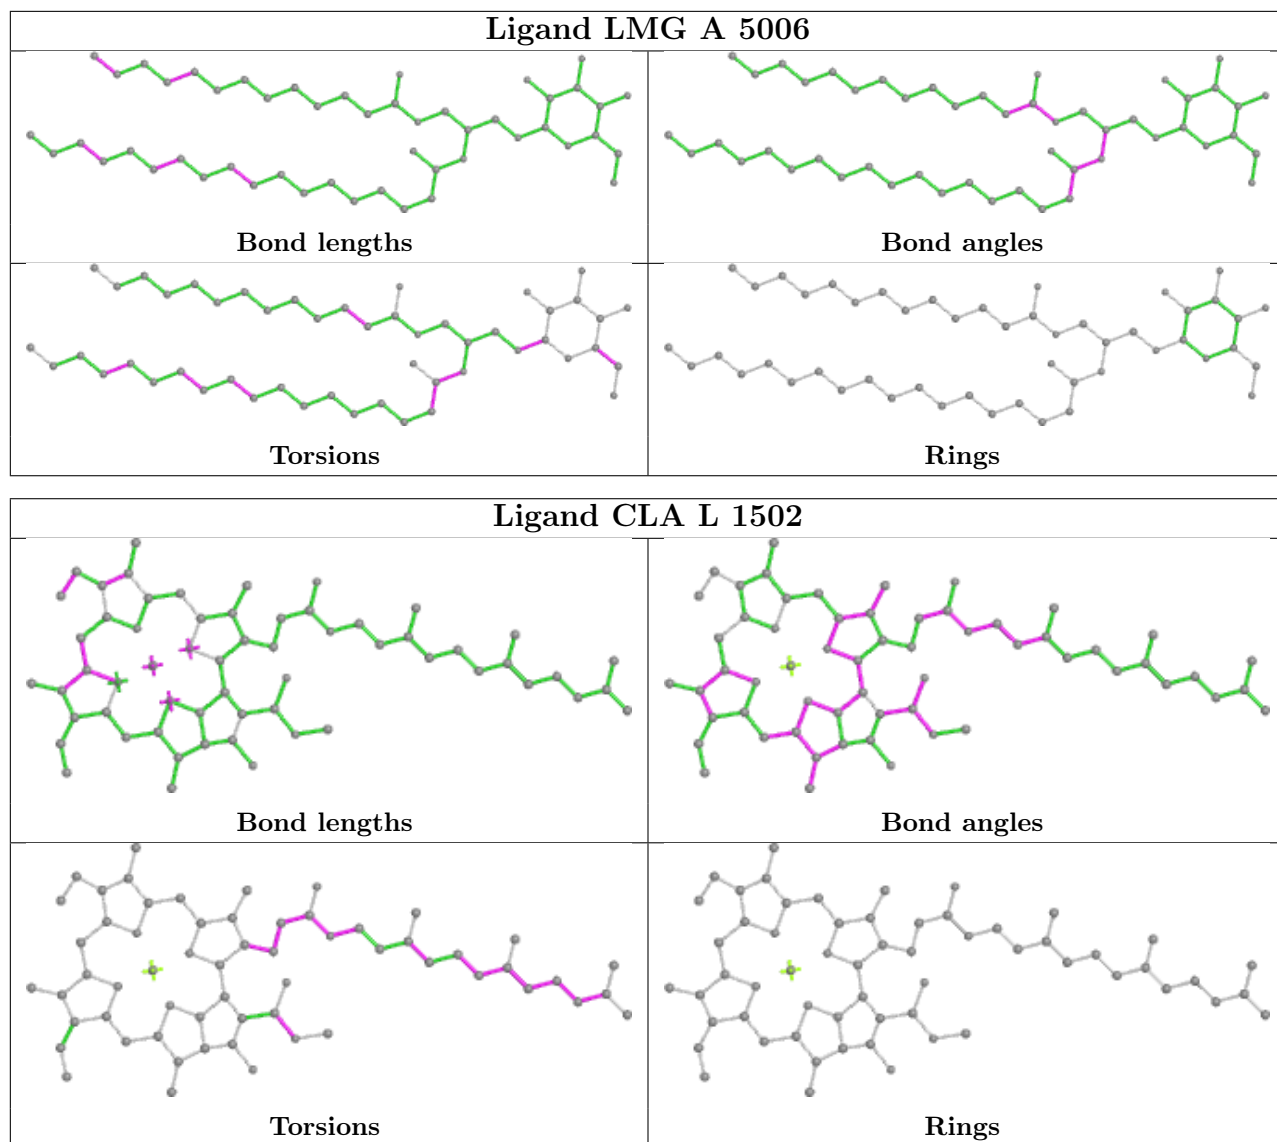 Ligand LMG A 5006
Bond lengths
Bond angles
Torsions
Rings
Ligand CLA L 1502
Bond lengths
Bond angles
Torsions
Rings